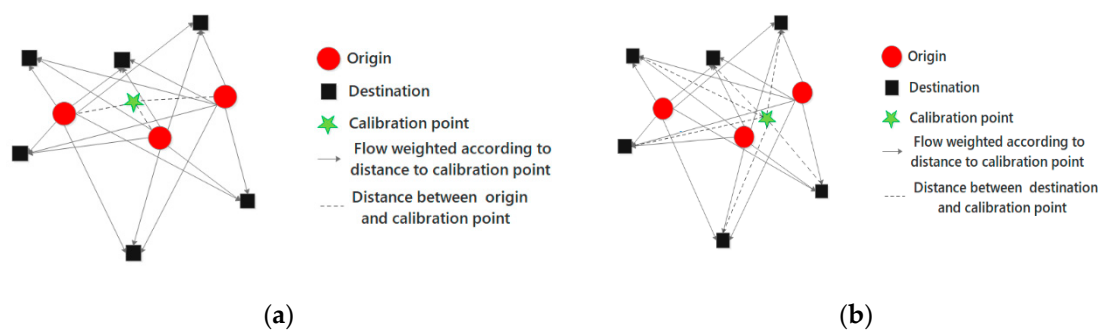 Origin
Destination
Calibration point
Flow weighted according to
distance to calibration point
Distance between origin
and calibration point
(a)
Origin
Destination
Calibration point
Flow weighted according to
distance to calibration point
Distance between destination
and calibration point
(b)